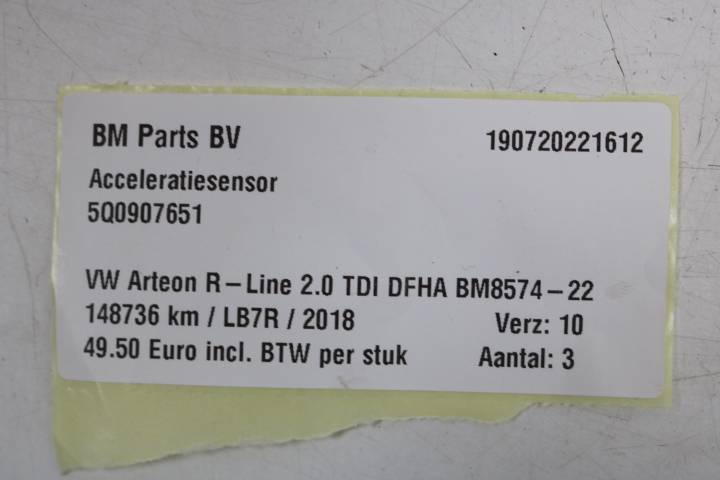 BM Parts BV 190720221612
Acceleratiesensor
5Q0907651
VW Arteon R-Line 2.0 TDI DFHA BM8574-22
148736 km / LB7R / 2018 Verz: 10
49.50 Euro incl. BTW per stuk Aantal: 3